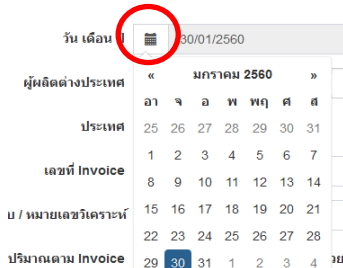 วัน เดือน ปี 30/01/2560
ผู้ผลิตต่างประเทศ
« มกราคม 2560 »
อา จ อ พ พฤ ศ ส
ประเทศ
25 26 27 28 29 30 31
1 2 3 4 5 6 7
เลขที่ Invoice
8 9 10 11 12 13 14
บ / หมายเลขวิเคราะห์
15 16 17 18 19 20 21
22 23 24 25 26 27 28
ปริมาณตาม Invoice
29 30 31 1 2 3 4